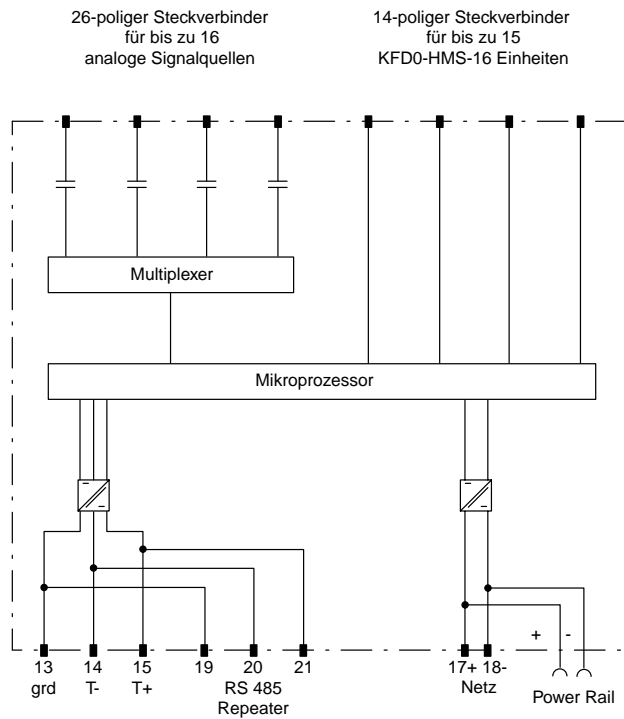 26-poliger Steckverbinder
für bis zu 16
analoge Signalquellen
14-poliger Steckverbinder
für bis zu 15
KFD0-HMS-16 Einheiten
Multiplexer
Mikroprozessor
+ -
13 14 15 19 20 21 17+ 18-
grd T- T+ RS 485 Netz Power Rail
Repeater